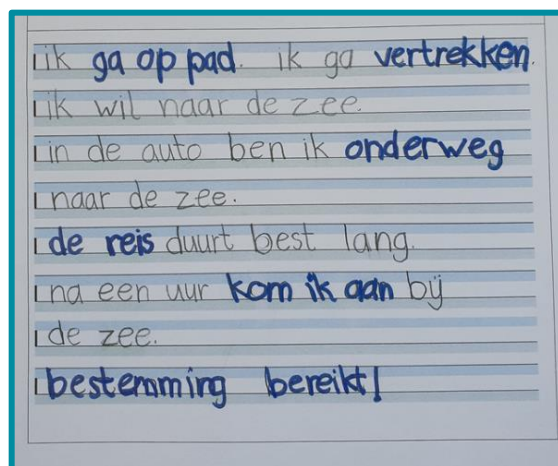 ik ga op pad. ik ga vertrekken.
ik wil naar de zee.
in de auto ben ik onderweg
naar de zee.
de reis duurt best lang.
na een uur kom ik aan bij
de zee.
bestemming bereikt!